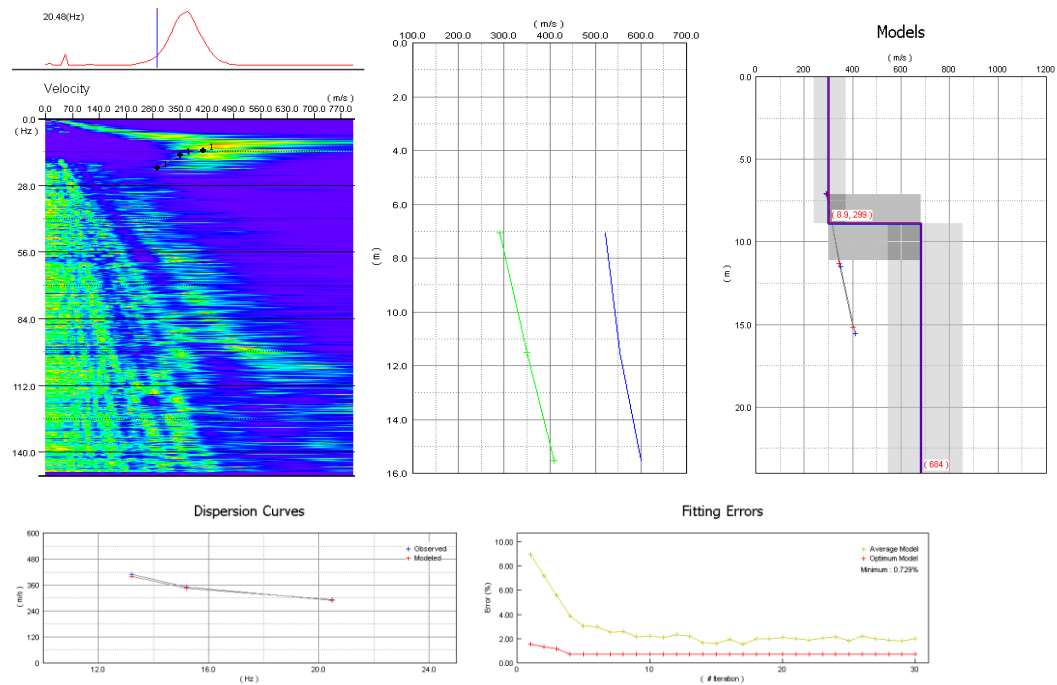 20.48(Hz)
Velocity
( m/s )
0.0 70.0 140.0 210.0 280.0 350.0 420.0 490.0 560.0 630.0 700.0 770.0
0.0
( Hz )
28.0
56.0
84.0
112.0
140.0
1
( m/s )
100.0 200.0 300.0 400.0 500.0 600.0 700.0
0.0
2.0
4.0
6.0
8.0
( m )
10.0
12.0
14.0
16.0
Models
( m/s )
0 200 400 600 800 1000 1200
0.0
5.0
( 8.9, 299 )
10.0
( m )
15.0
20.0
( 684 )
Dispersion Curves
600
480
360
( m/s )
240
120
0
Observed
Modeled
12.0 16.0 20.0 24.0
( Hz )
Fitting Errors
10.00
8.00
6.00
Error (%)
4.00
2.00
0.00
Average Model
Optimum Model
Minimum : 0.729%
0 10 20 30
( # Iteration )